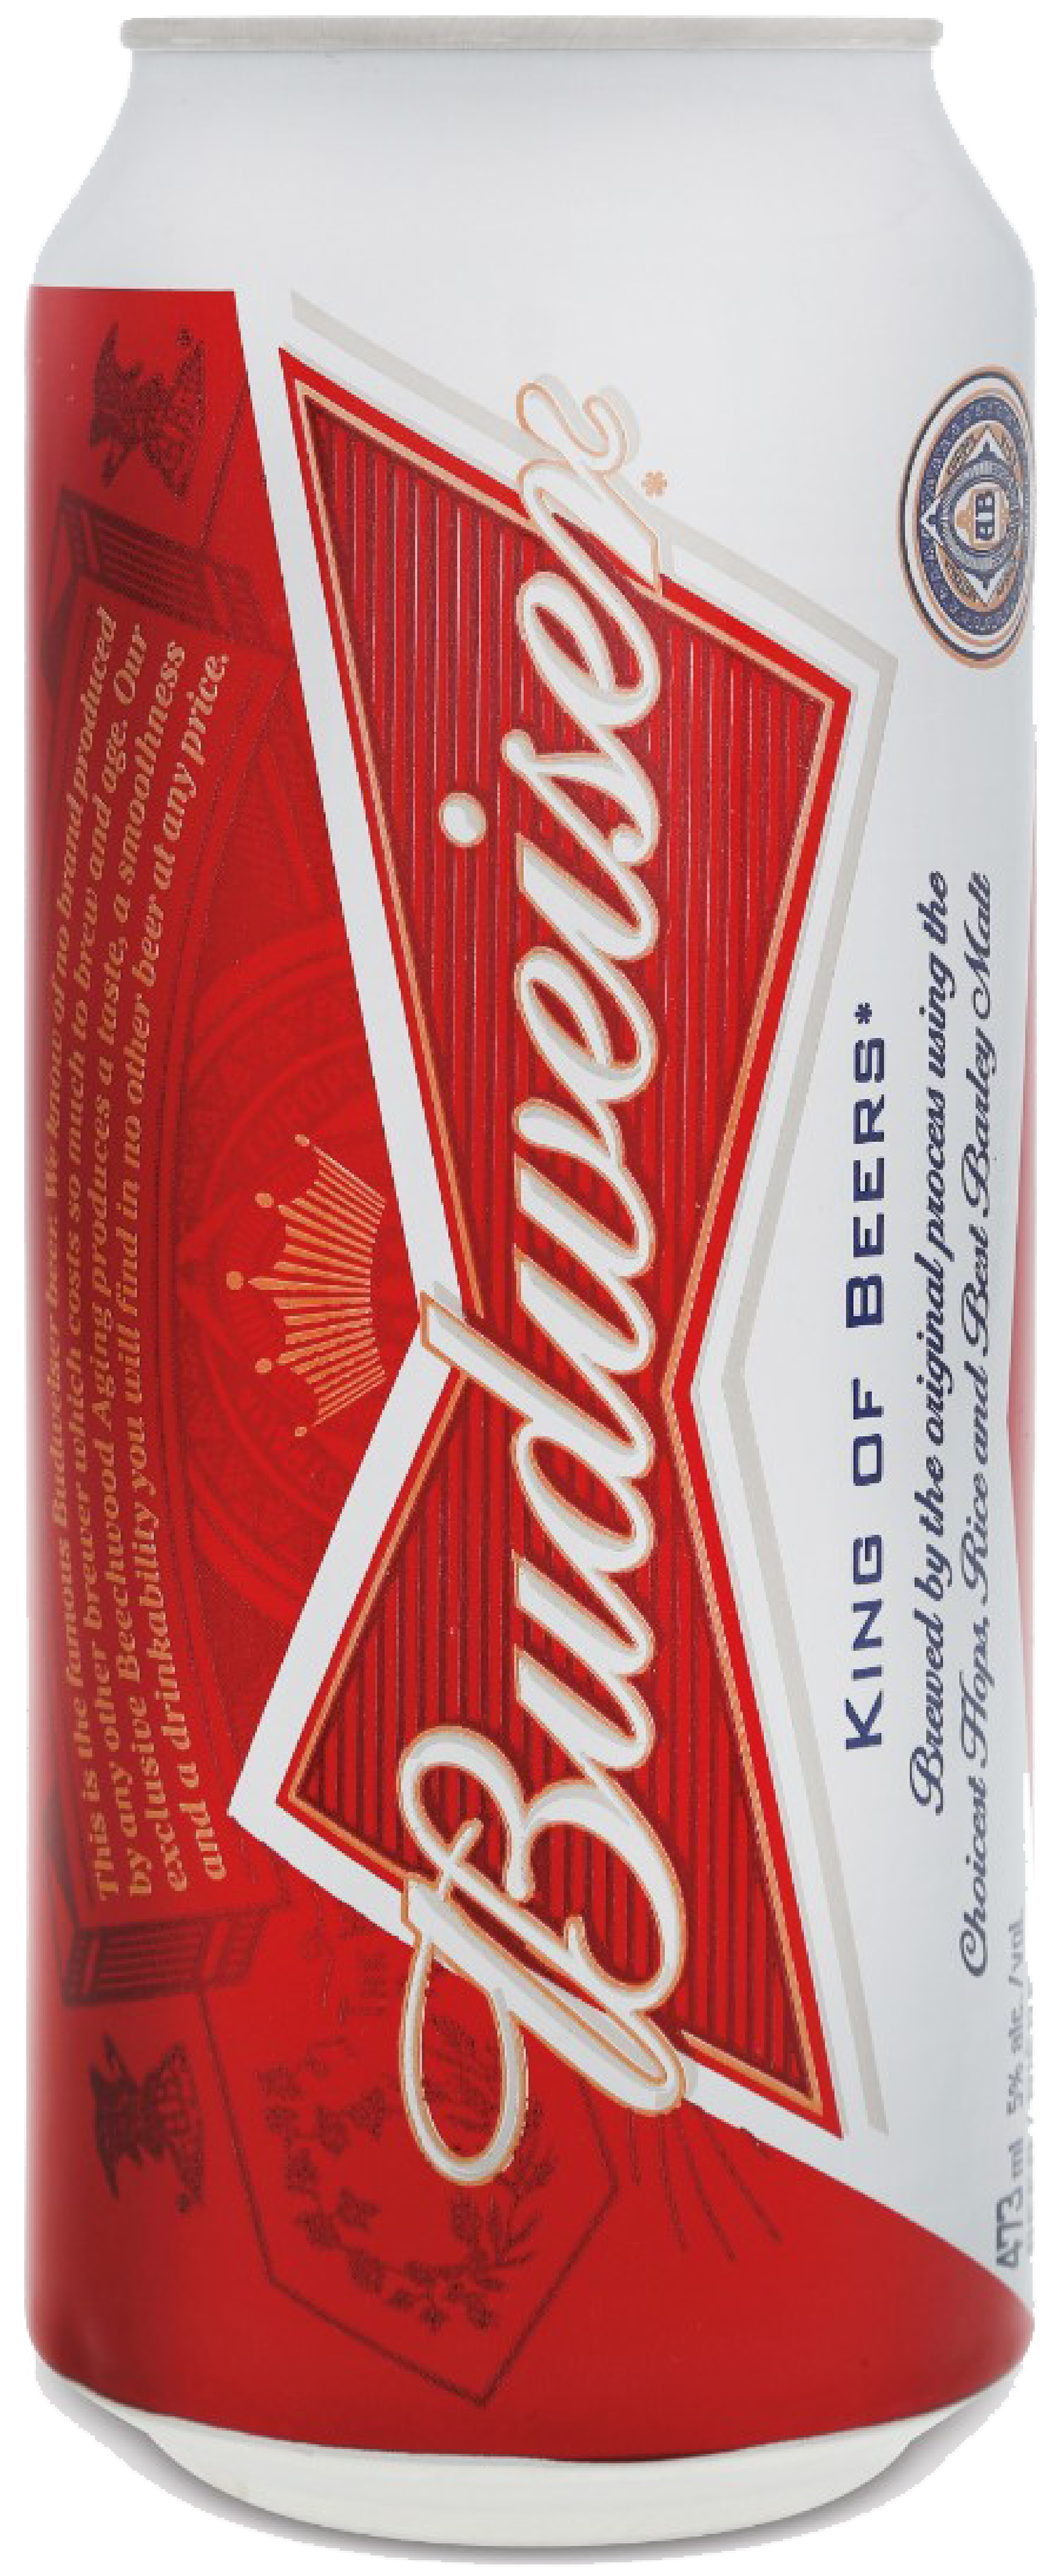 This is the famous Budweiser beer. We know of no brand produced
by any other brewer which costs so much to brew and age. Our
exclusive Beechwood Aging produces a taste, a smoothness
and a drinkability you will find in no other beer at any price.
Budweiser*
KING OF BEERS*
Brewed by the original process using the
Choicest Hops, Rice and Best Barley Malt
AB
473 ml 5% alc./vol.